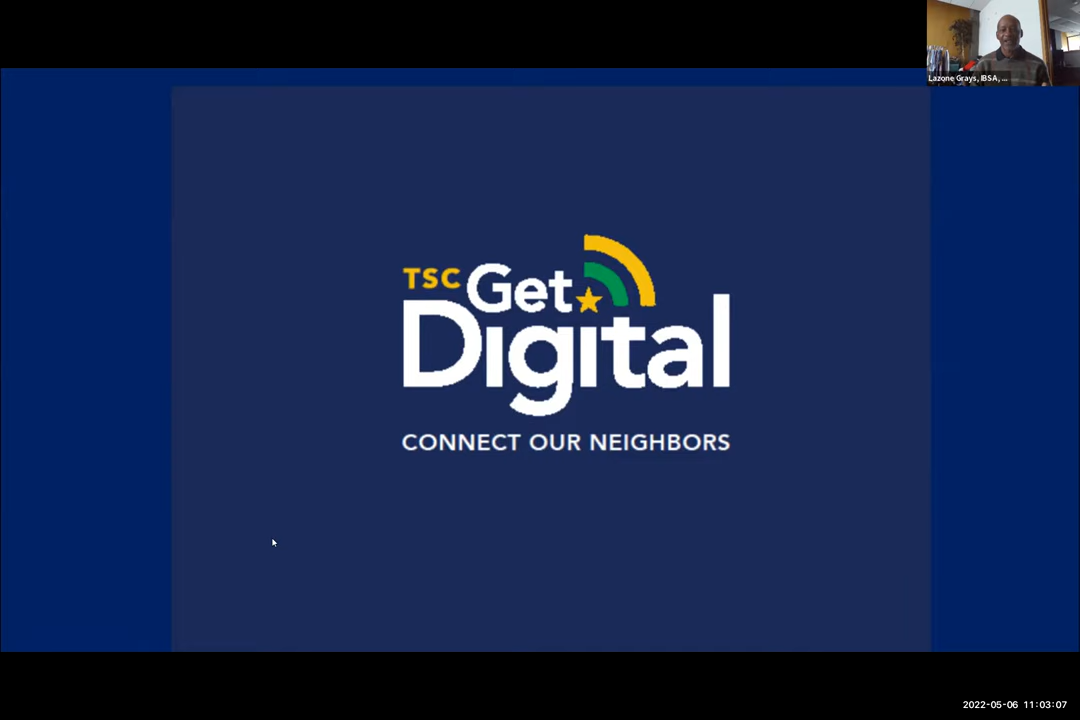 Lazone Grays, IBSA, ...
TSC Get
Digital
CONNECT OUR NEIGHBORS
2022-05-06 11:03:07